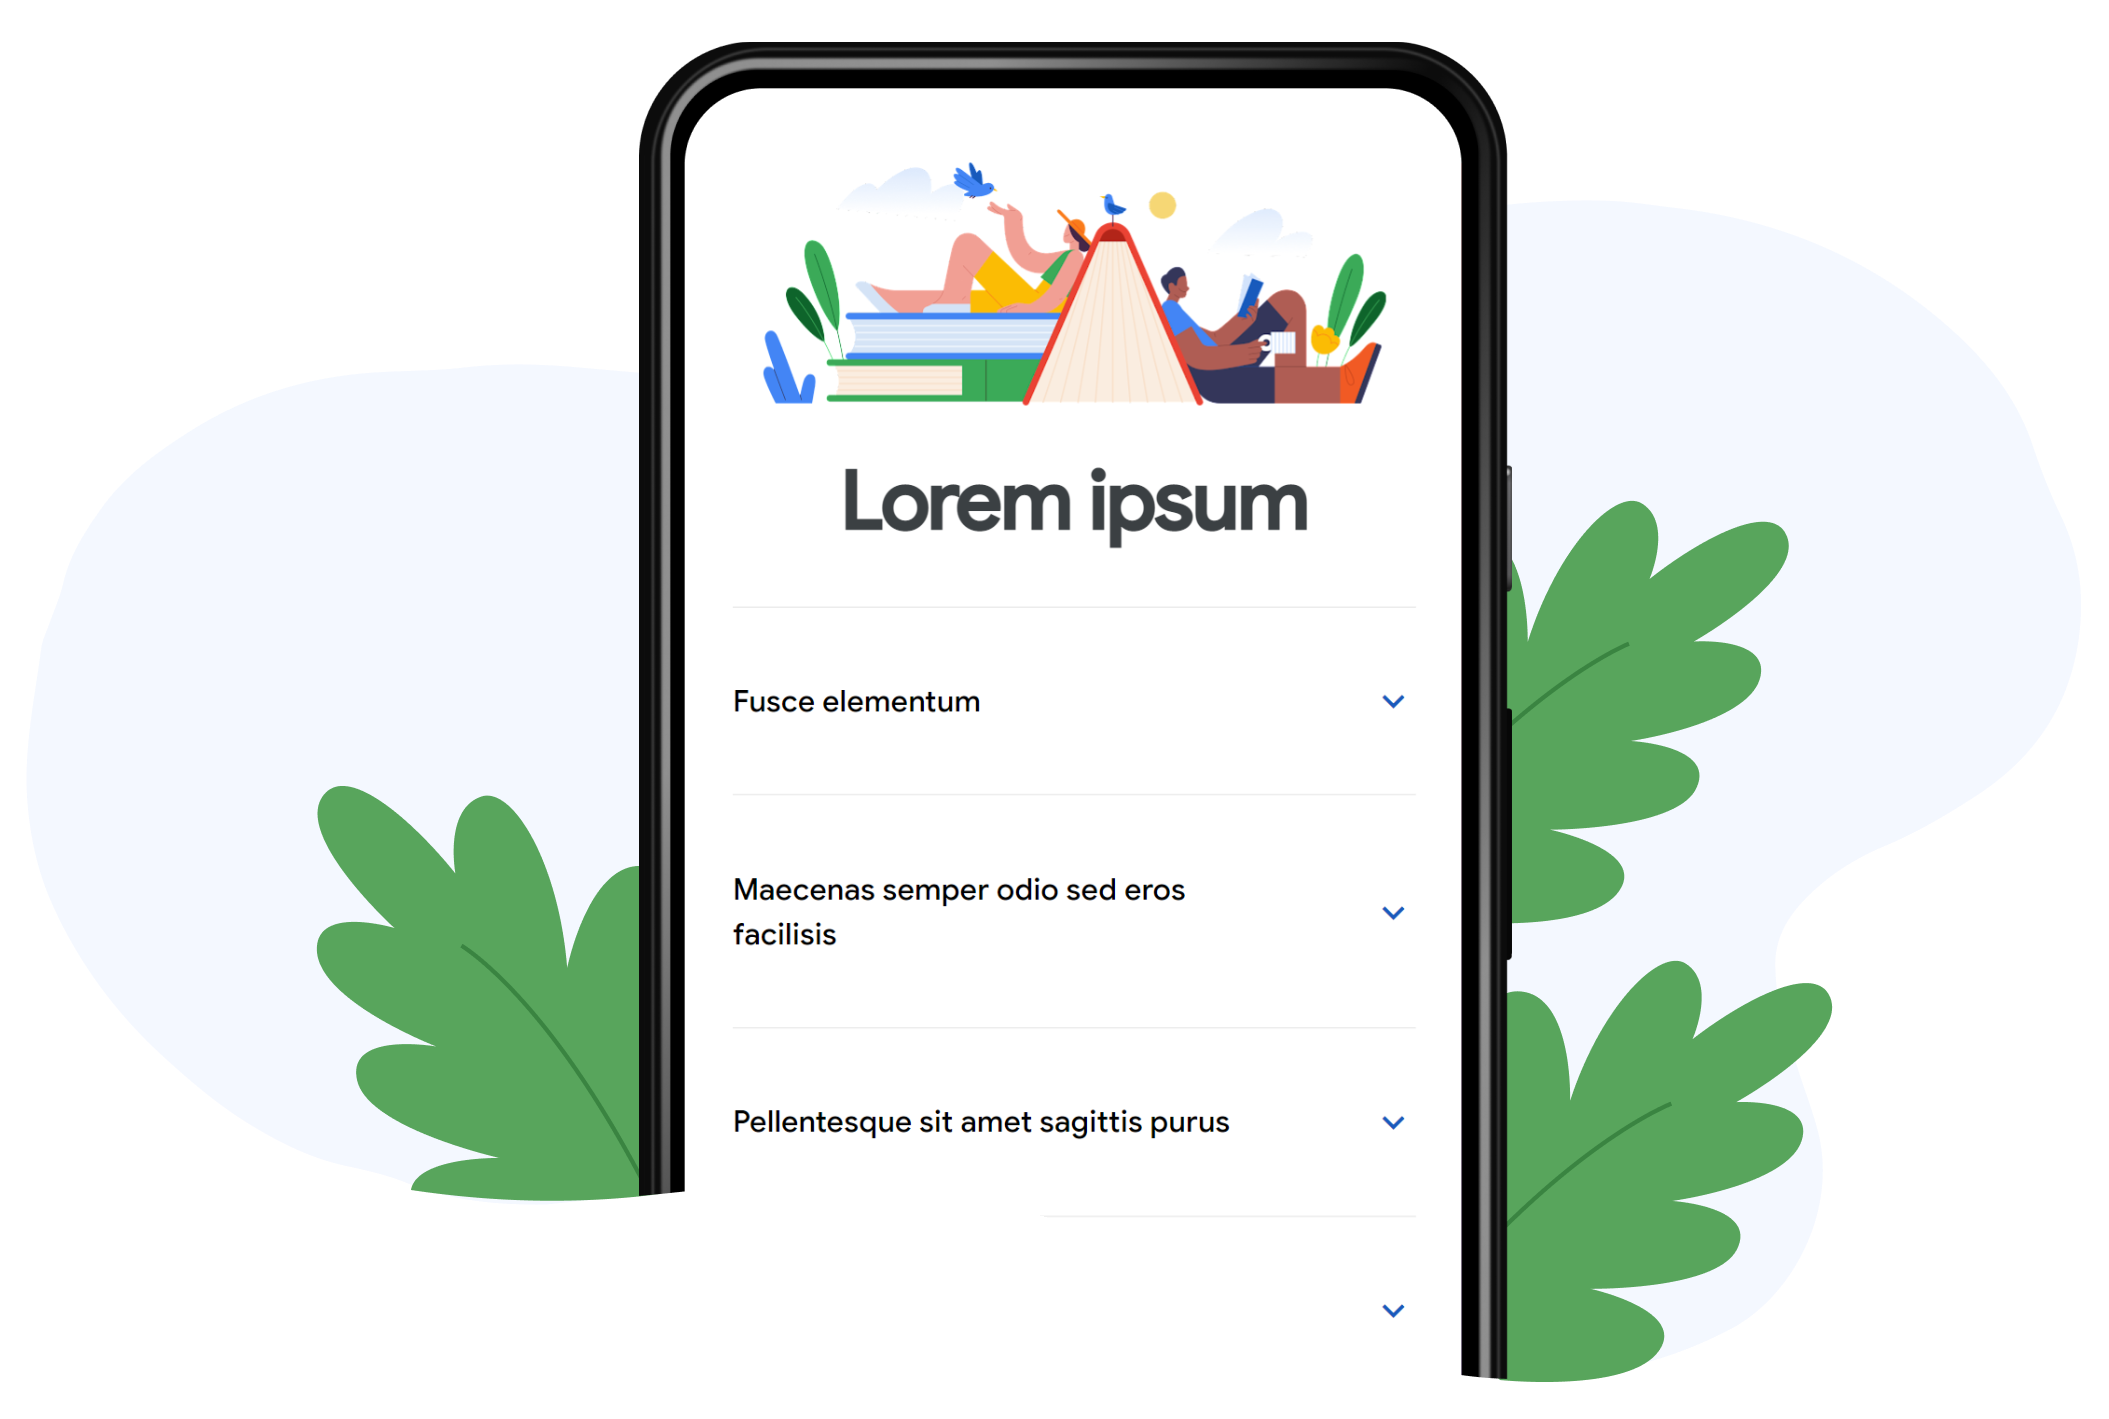 Lorem ipsum
Fusce elementum
Maecenas semper odio sed eros
facilisis
Pellentesque sit amet sagittis purus